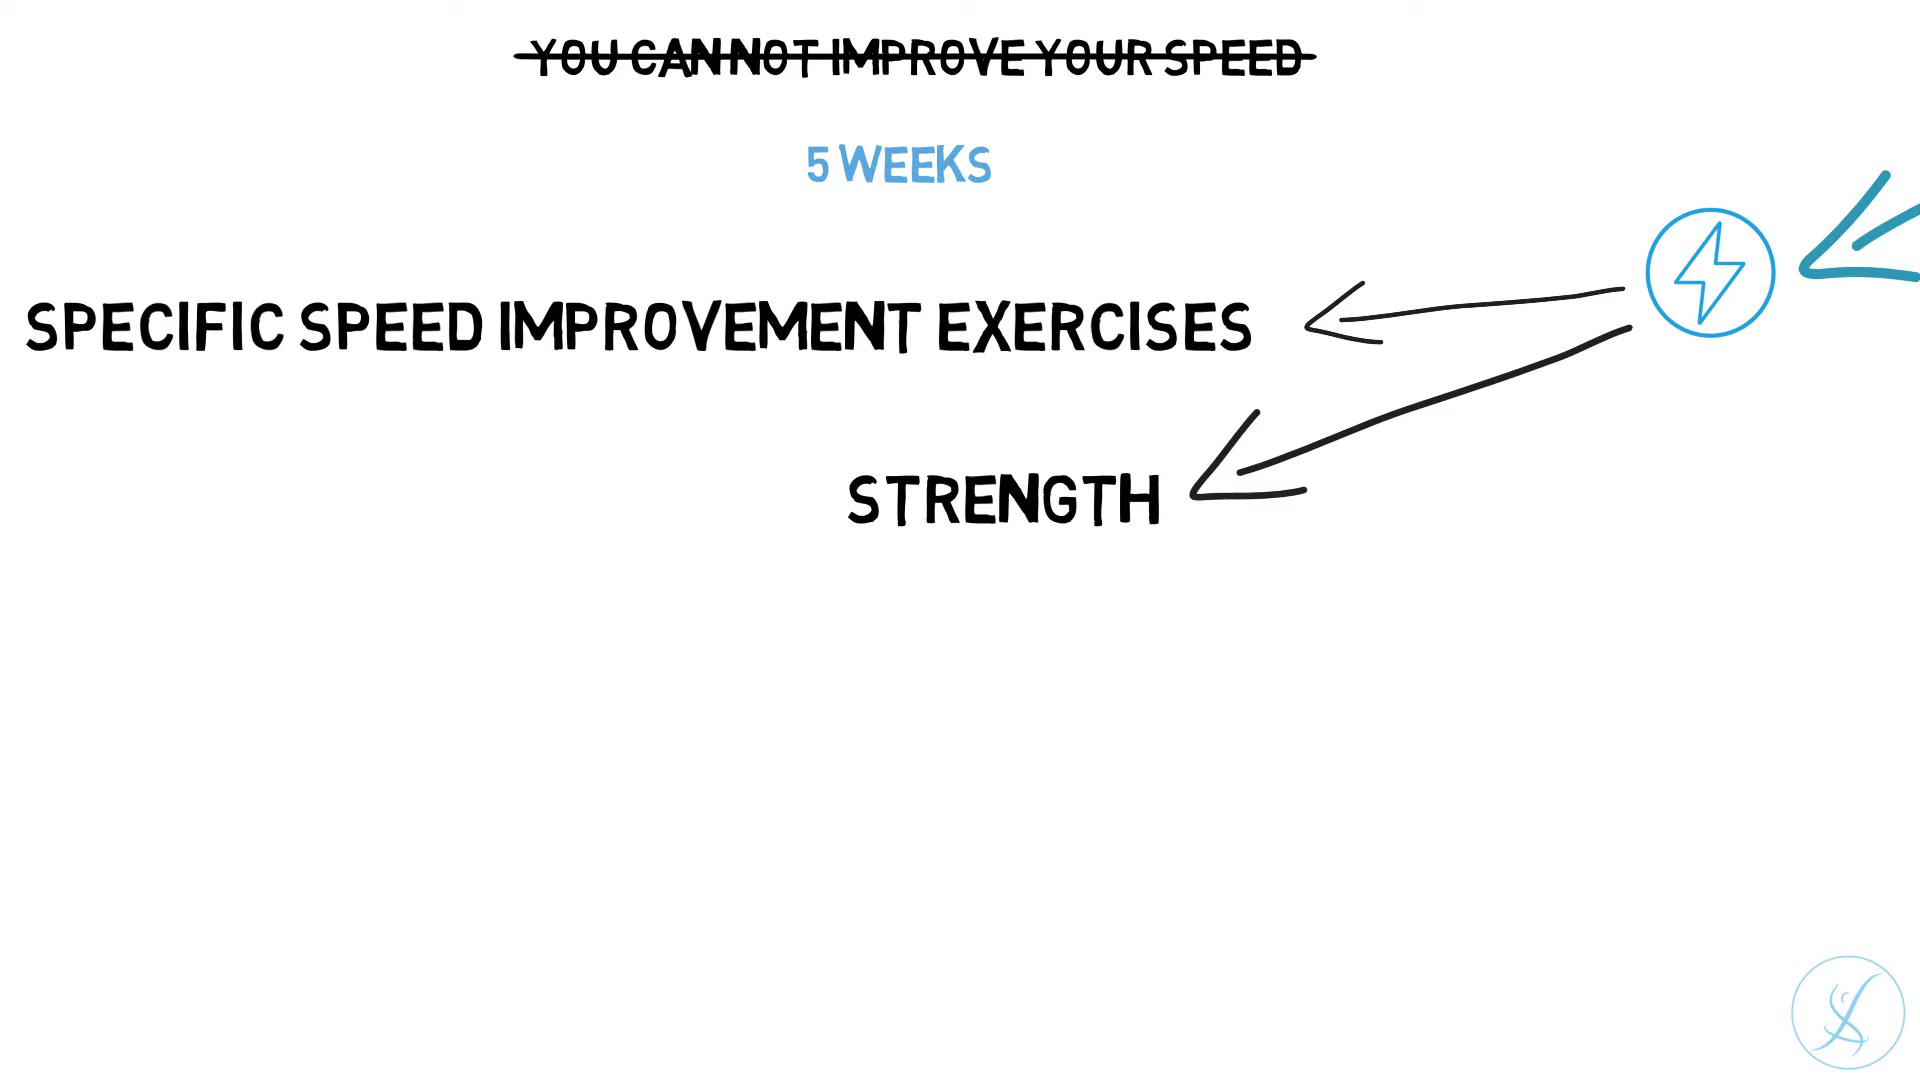 YOU CAN NOT IMPROVE YOUR SPEED
5 WEEKS
SPECIFIC SPEED IMPROVEMENT EXERCISES
STRENGTH